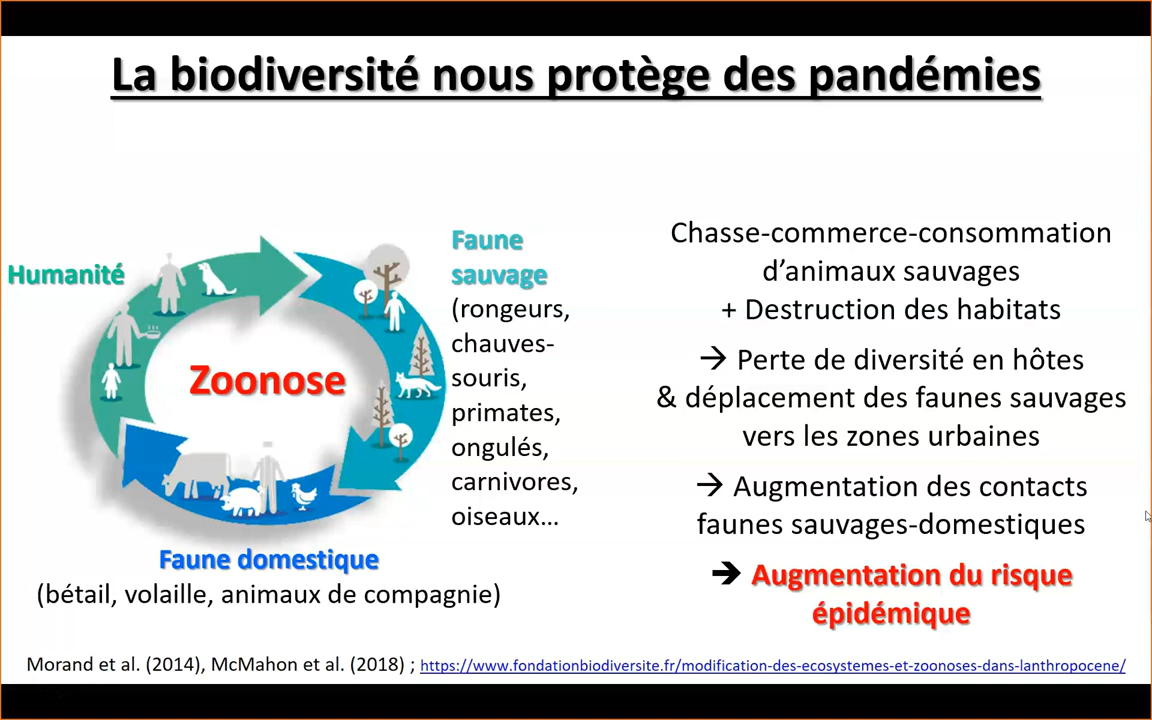 La biodiversité nous protège des pandémies
Humanité
Zoonose
Faune
sauvage
(rongeurs,
chauves-
souris,
primates,
ongulés,
carnivores,
oiseaux…
Faune domestique
(bétail, volaille, animaux de compagnie)
Chasse-commerce-consommation
d’animaux sauvages
+ Destruction des habitats
→ Perte de diversité en hôtes
& déplacement des faunes sauvages
vers les zones urbaines
→ Augmentation des contacts
faunes sauvages-domestiques
➔ Augmentation du risque
épidémique
Morand et al. (2014), McMahon et al. (2018) ; https://www.fondationbiodiversite.fr/modification-des-ecosystemes-et-zoonoses-dans-lanthropocene/